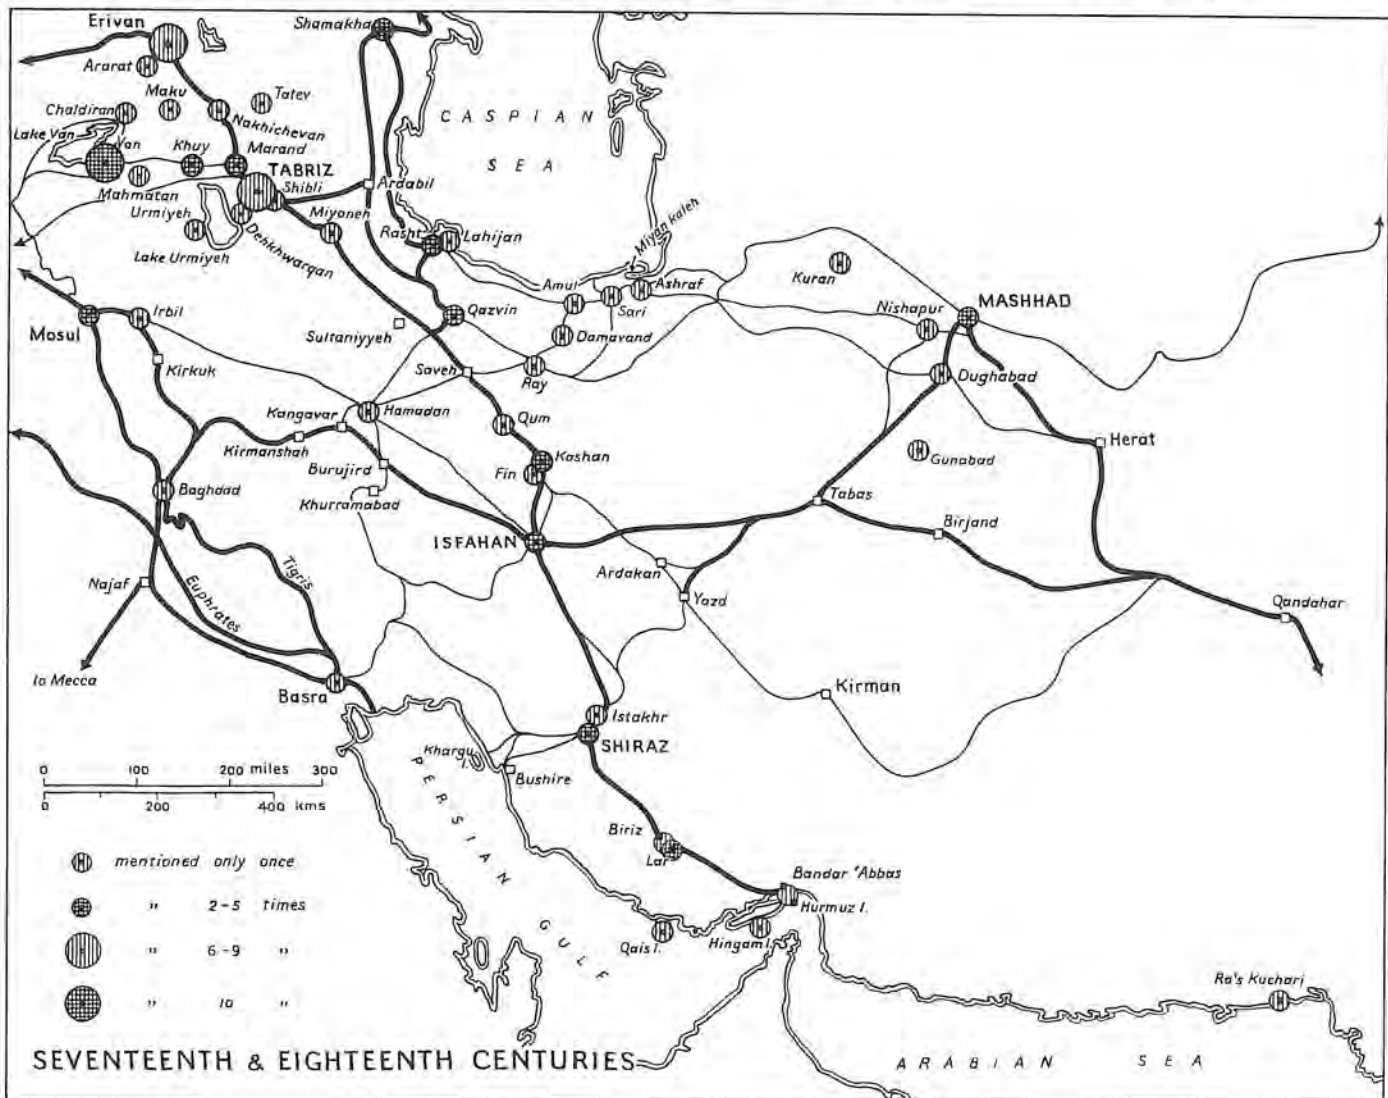 Erivan
Shamakha
Ararat
Maku
Tatev
Chaldiran
Nakhichevan
CASPIAN
SEA
Lake Van
Van
Khuy
Marand
TABRIZ
Shibli
Ardabil
Mahmatan
Urmiyeh
Miyaneh
Rasht
Lahijan
Miyan kaleh
Dehkhwarqan
Lake Urmiyeh
Kuran
Amul
Ashraf
Sari
MASHHAD
Nishapur
Irbil
Qazvin
Mosul
Sultaniyyeh
Damavand
Kirkuk
Saveh
Ray
Dughabad
Kangavar
Hamadan
Qum
Herat
Kirmanshah
Burujird
Kashan
Fin
Gunabad
Baghdad
Khurramabad
Tabas
ISFAHAN
Birjand
Tigris
Najaf
Euphrates
Ardakan
Yazd
Qandahar
to Mecca
Basra
Kirman
Istakhr
SHIRAZ
Khargu
I.
Bushire
0 100 200 miles 300
0 200 400 kms
PERSIAN
GULF
Biriz
Lar
Bandar 'Abbas
Hurmuz I.
Qais I.
Hingam I.
Ra's Kuchari
mentioned only once
" 2-5 times
" 6-9 "
" 10 "
SEVENTEENTH & EIGHTEENTH CENTURIES
ARABIAN SEA